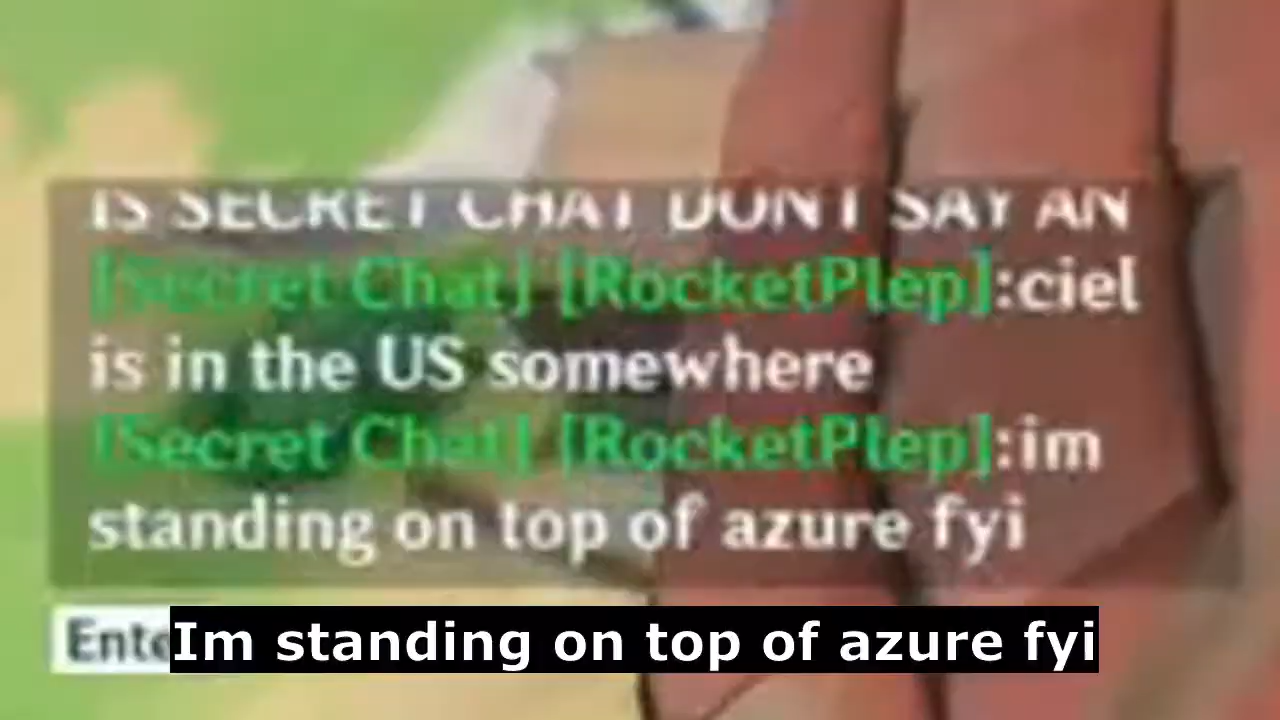 IS SECRET CHAT DONT SAY AN
[Secret Chat] [RocketPlep]:ciel
is in the US somewhere
[Secret Chat] [RocketPlep]:im
standing on top of azure fyi
Ente
Im standing on top of azure fyi